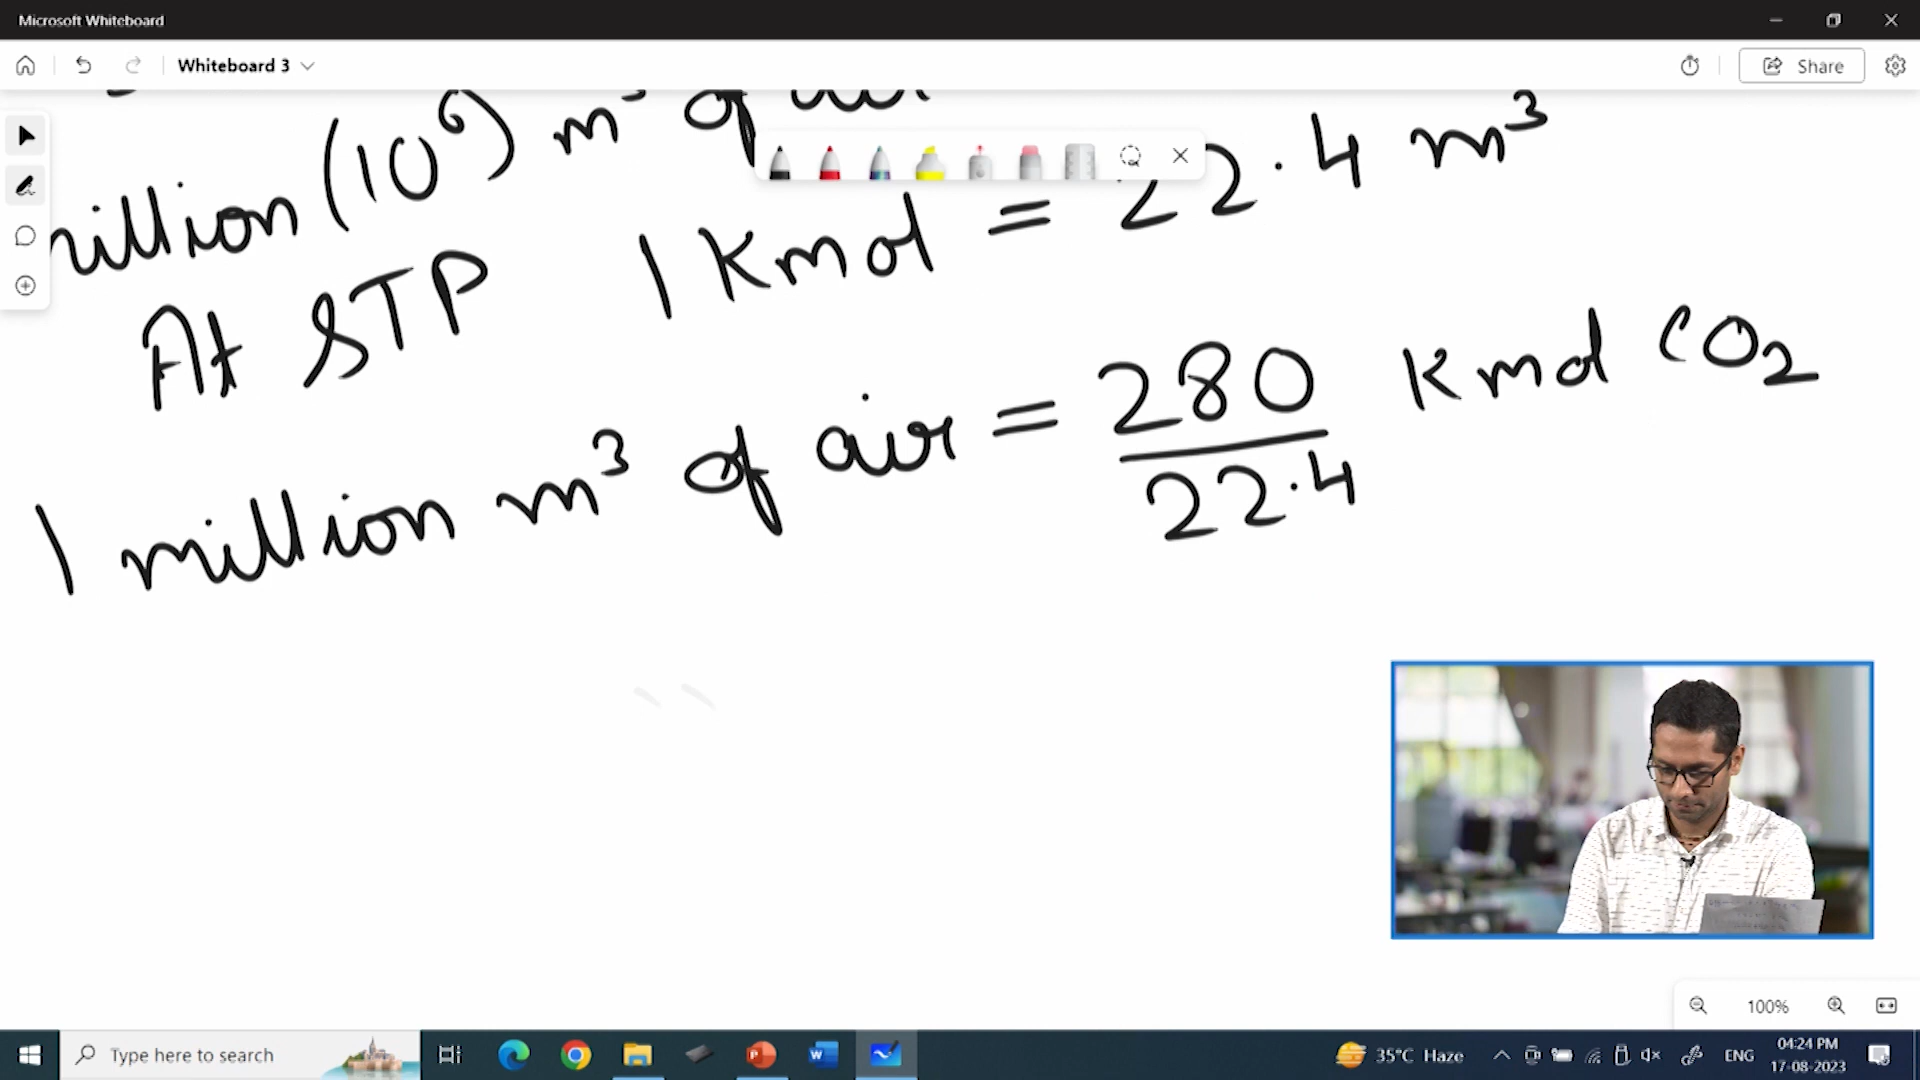 Microsoft Whiteboard
Whiteboard 3
Share
million (10⁶) m³ of air
At STP 1 Kmol = 22.4 m³
1 million m³ of air = 280/22.4 Kmol CO₂
100%
Type here to search
35°C Haze
ENG
04:24 PM
17-08-2023